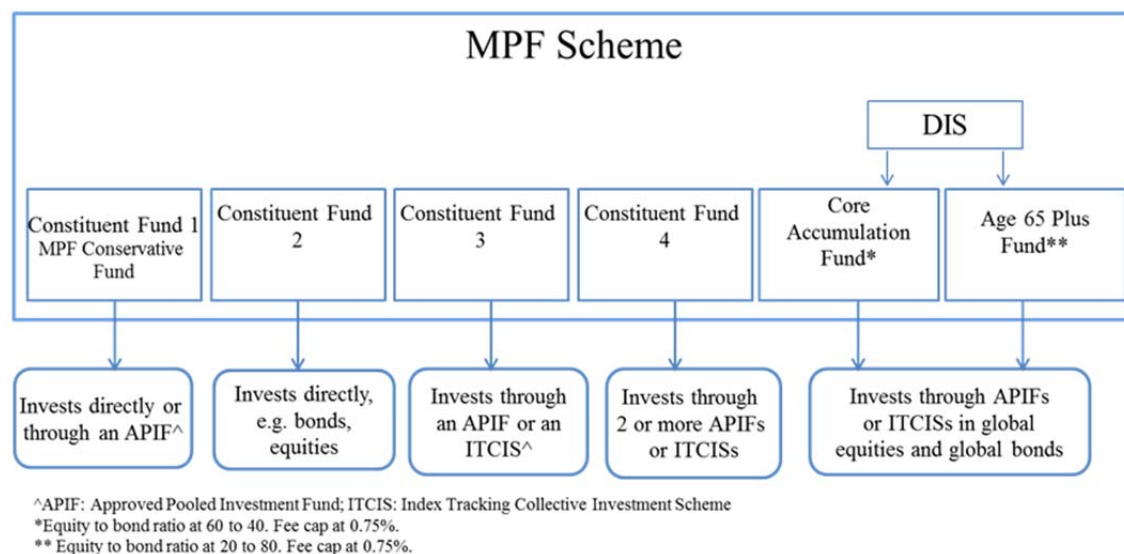 MPF Scheme
DIS
Constituent Fund 1
MPF Conservative
Fund
Constituent Fund
2
Constituent Fund
3
Constituent Fund
4
Core
Accumulation
Fund*
Age 65 Plus
Fund**
Invests directly or
through an APIF^
Invests directly,
e.g. bonds,
equities
Invests through
an APIF or an
ITCIS^
Invests through
2 or more APIFs
or ITCISs
Invests through APIFs
or ITCISs in global
equities and global bonds
^APIF: Approved Pooled Investment Fund; ITCIS: Index Tracking Collective Investment Scheme
*Equity to bond ratio at 60 to 40. Fee cap at 0.75%.
** Equity to bond ratio at 20 to 80. Fee cap at 0.75%.